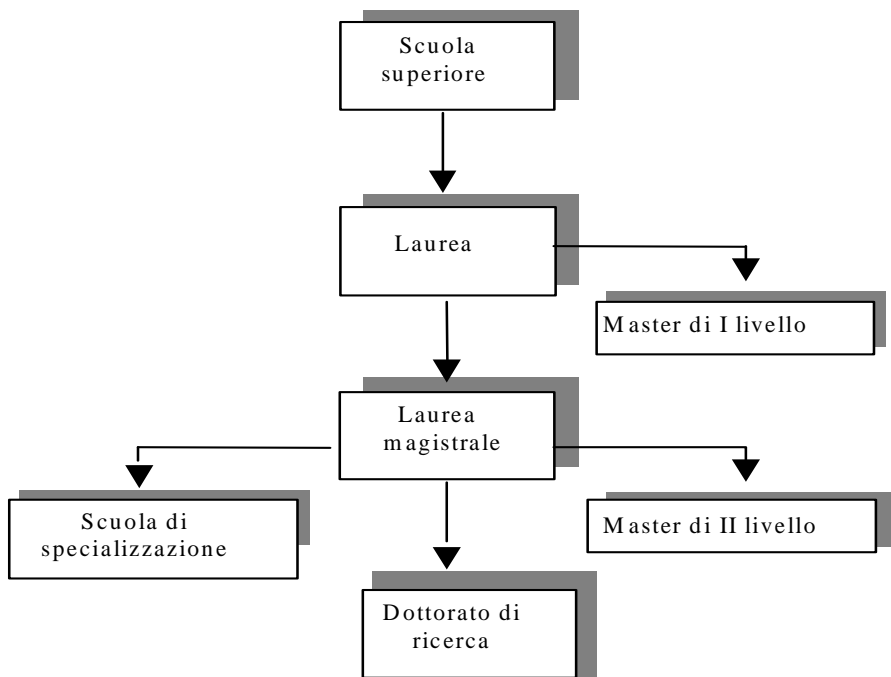 Scuola
superiore
Laurea
Master di I livello
Laurea
magistrale
Scuola di
specializzazione
Master di II livello
Dottorato di
ricerca